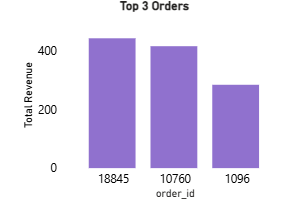 Top 3 Orders
Total Revenue
400
200
0
18845
10760
1096
order_id